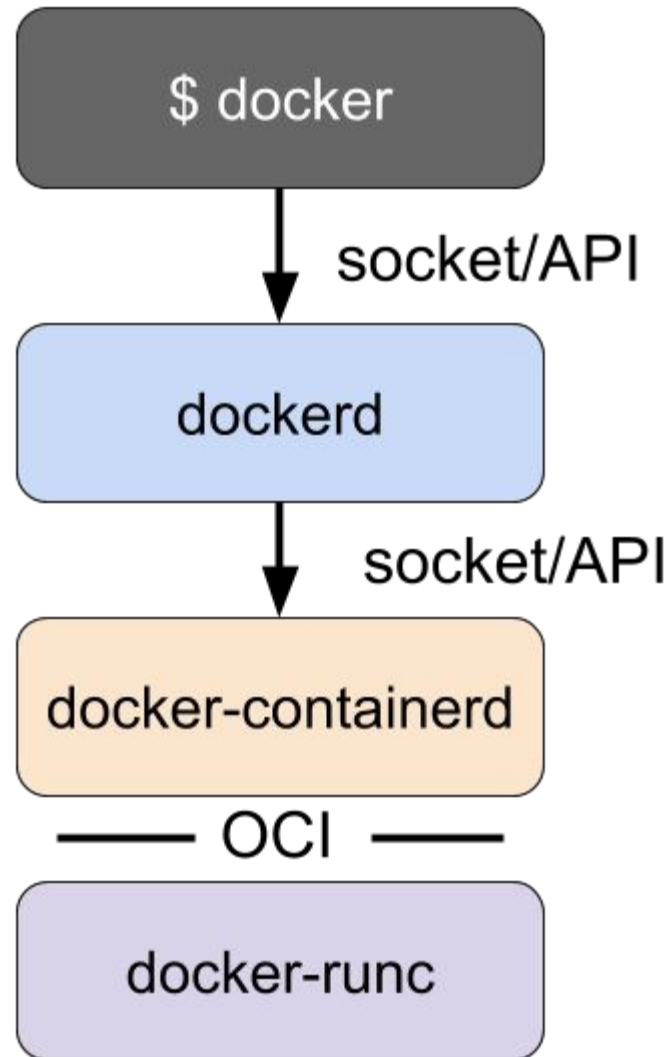 $ docker
socket/API
dockerd
socket/API
docker-containerd
OCI
docker-runc